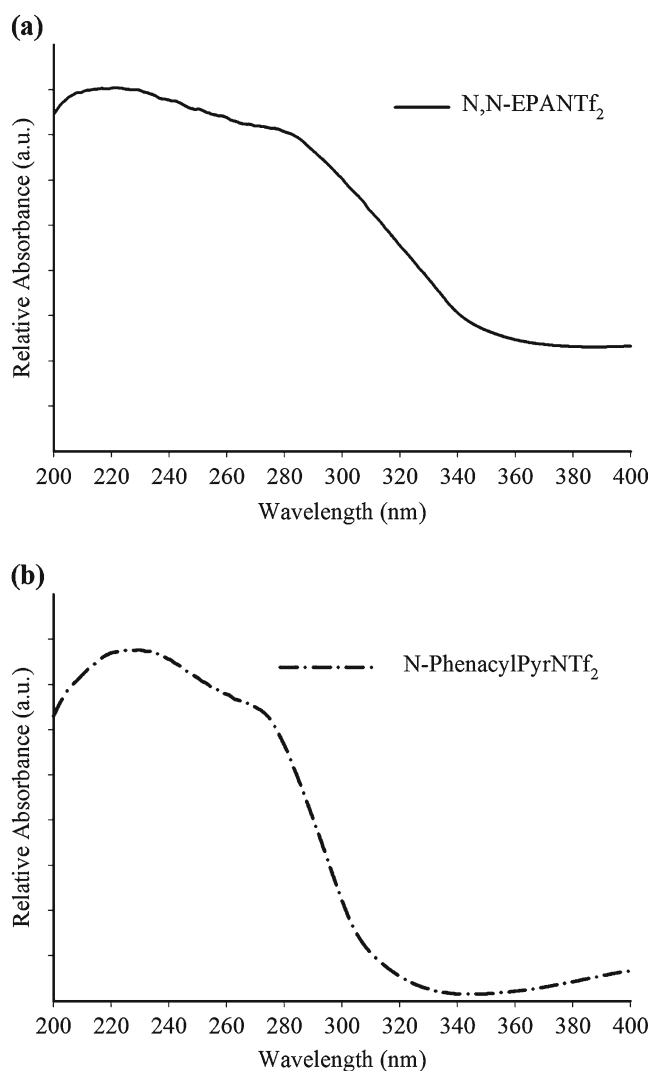 (a)
N,N-EPANTf₂
Relative Absorbance (a.u.)
200 220 240 260 280 300 320 340 360 380 400
Wavelength (nm)
(b)
N-PhenacylPyrNTf₂
Relative Absorbance (a.u.)
200 220 240 260 280 300 320 340 360 380 400
Wavelength (nm)